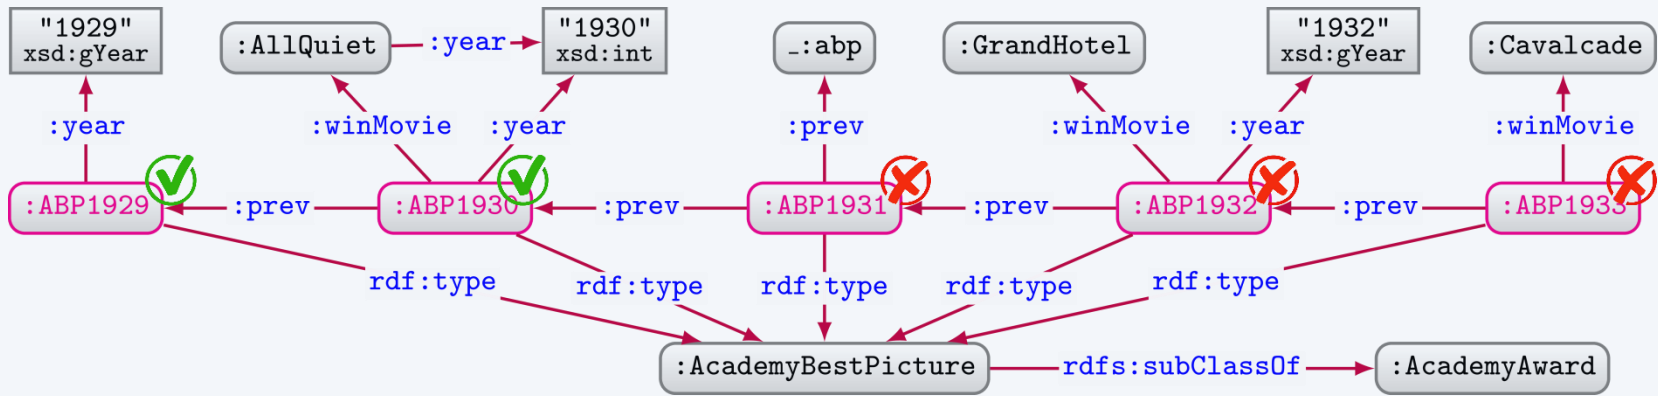 "1929"
xsd:gYear
:AllQuiet
:year
"1930"
xsd:int
_:abp
:GrandHotel
"1932"
xsd:gYear
:Cavalcade
:year
:winMovie
:year
:prev
:winMovie
:year
:winMovie
:ABP1929
:prev
:ABP1930
:prev
:ABP1931
:prev
:ABP1932
:prev
:ABP1933
rdf:type
rdf:type
rdf:type
rdf:type
rdf:type
:AcademyBestPicture
rdfs:subClassOf
:AcademyAward